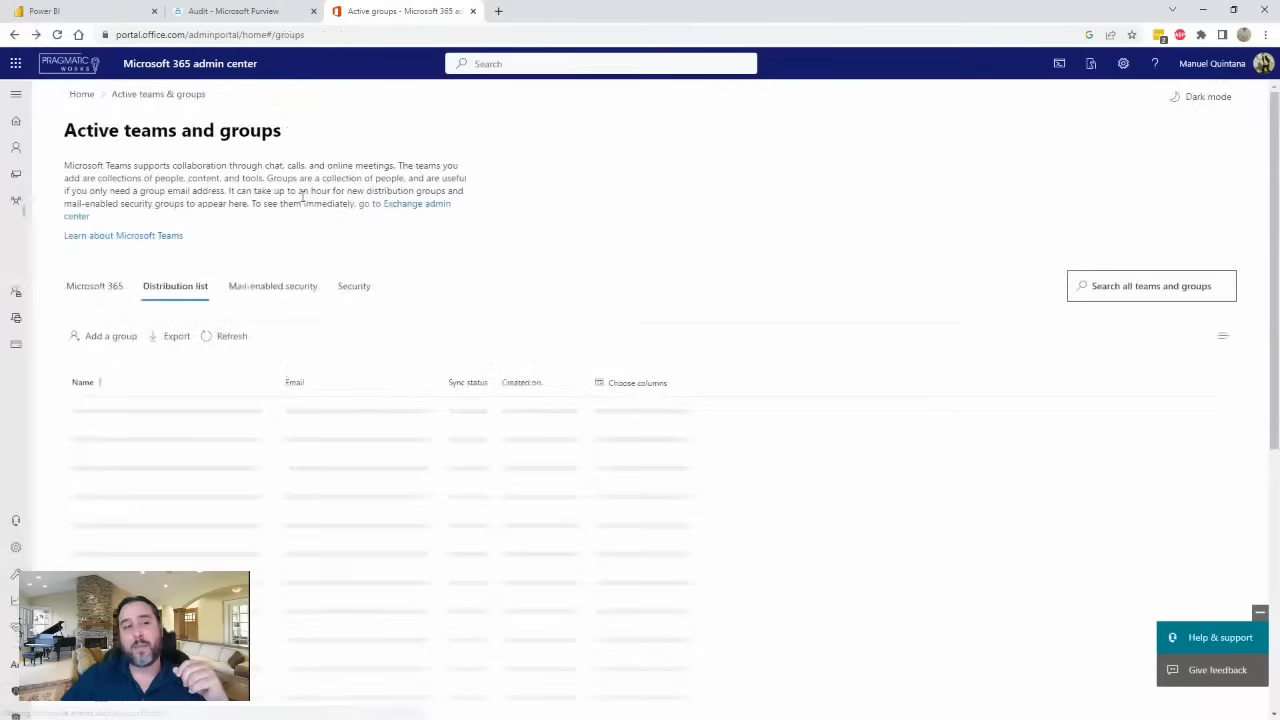 Power BI
Audit - Microsoft Purview
Active groups - Microsoft 365 ad
portal.office.com/adminportal/home#/groups
PRAGMATIC WORKS
Microsoft 365 admin center
Search
Manuel Quintana
Home > Active teams & groups
Dark mode
Active teams and groups
Microsoft Teams supports collaboration through chat, calls, and online meetings. The teams you
add are collections of people, content, and tools. Groups are a collection of people, and are useful
if you only need a group email address. It can take up to an hour for new distribution groups and
mail-enabled security groups to appear here. To see them immediately, go to Exchange admin
center
Learn about Microsoft Teams
Microsoft 365 Distribution list Mail-enabled security Security
Search all teams and groups
Add a group Export Refresh
Name Email Sync status Created on Choose columns
Help & support
Give feedback